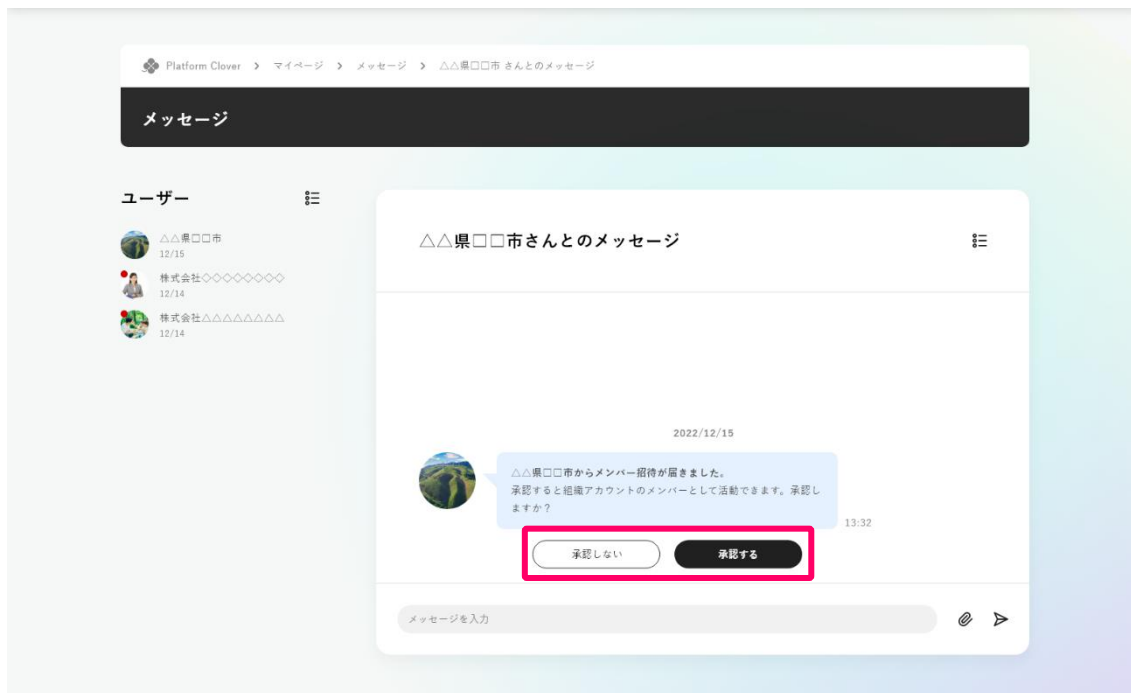 Platform Clover > マイページ > メッセージ > △△県□□市 さんとのメッセージ
メッセージ
ユーザー
△△県□□市
12/15
株式会社◇◇◇◇◇◇◇◇
12/14
株式会社△△△△△△△△
12/14
△△県□□市さんとのメッセージ
2022/12/15
△△県□□市からメンバー招待が届きました。
承認すると組織アカウントのメンバーとして活動できます。承認し
ますか？
13:32
承認しない
承認する
メッセージを入力